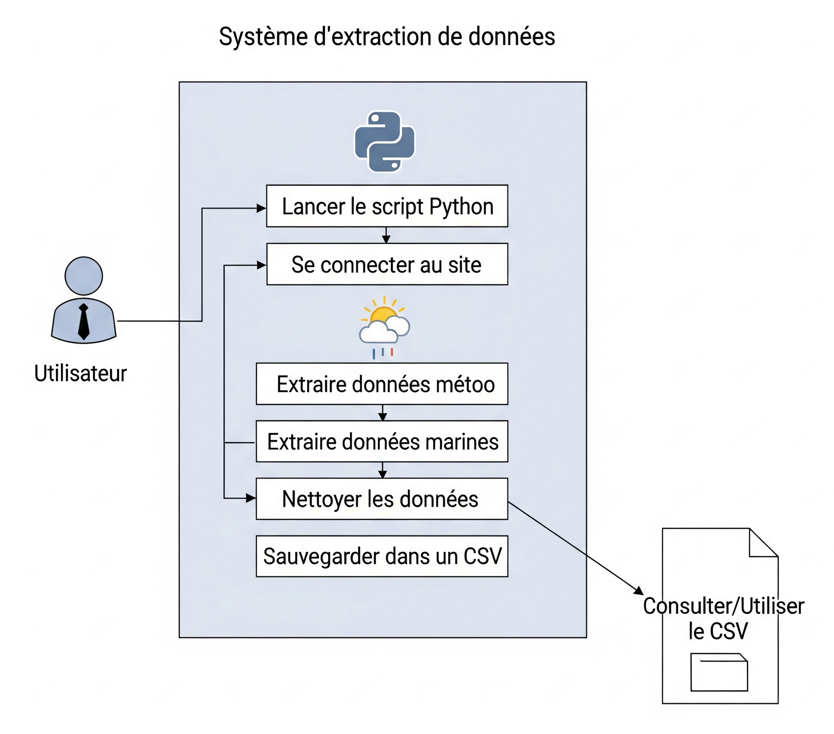 Système d'extraction de données
Lancer le script Python
Se connecter au site
Utilisateur
Extraire données métoo
Extraire données marines
Nettoyer les données
Sauvegarder dans un CSV
Consulter/Utiliser
le CSV